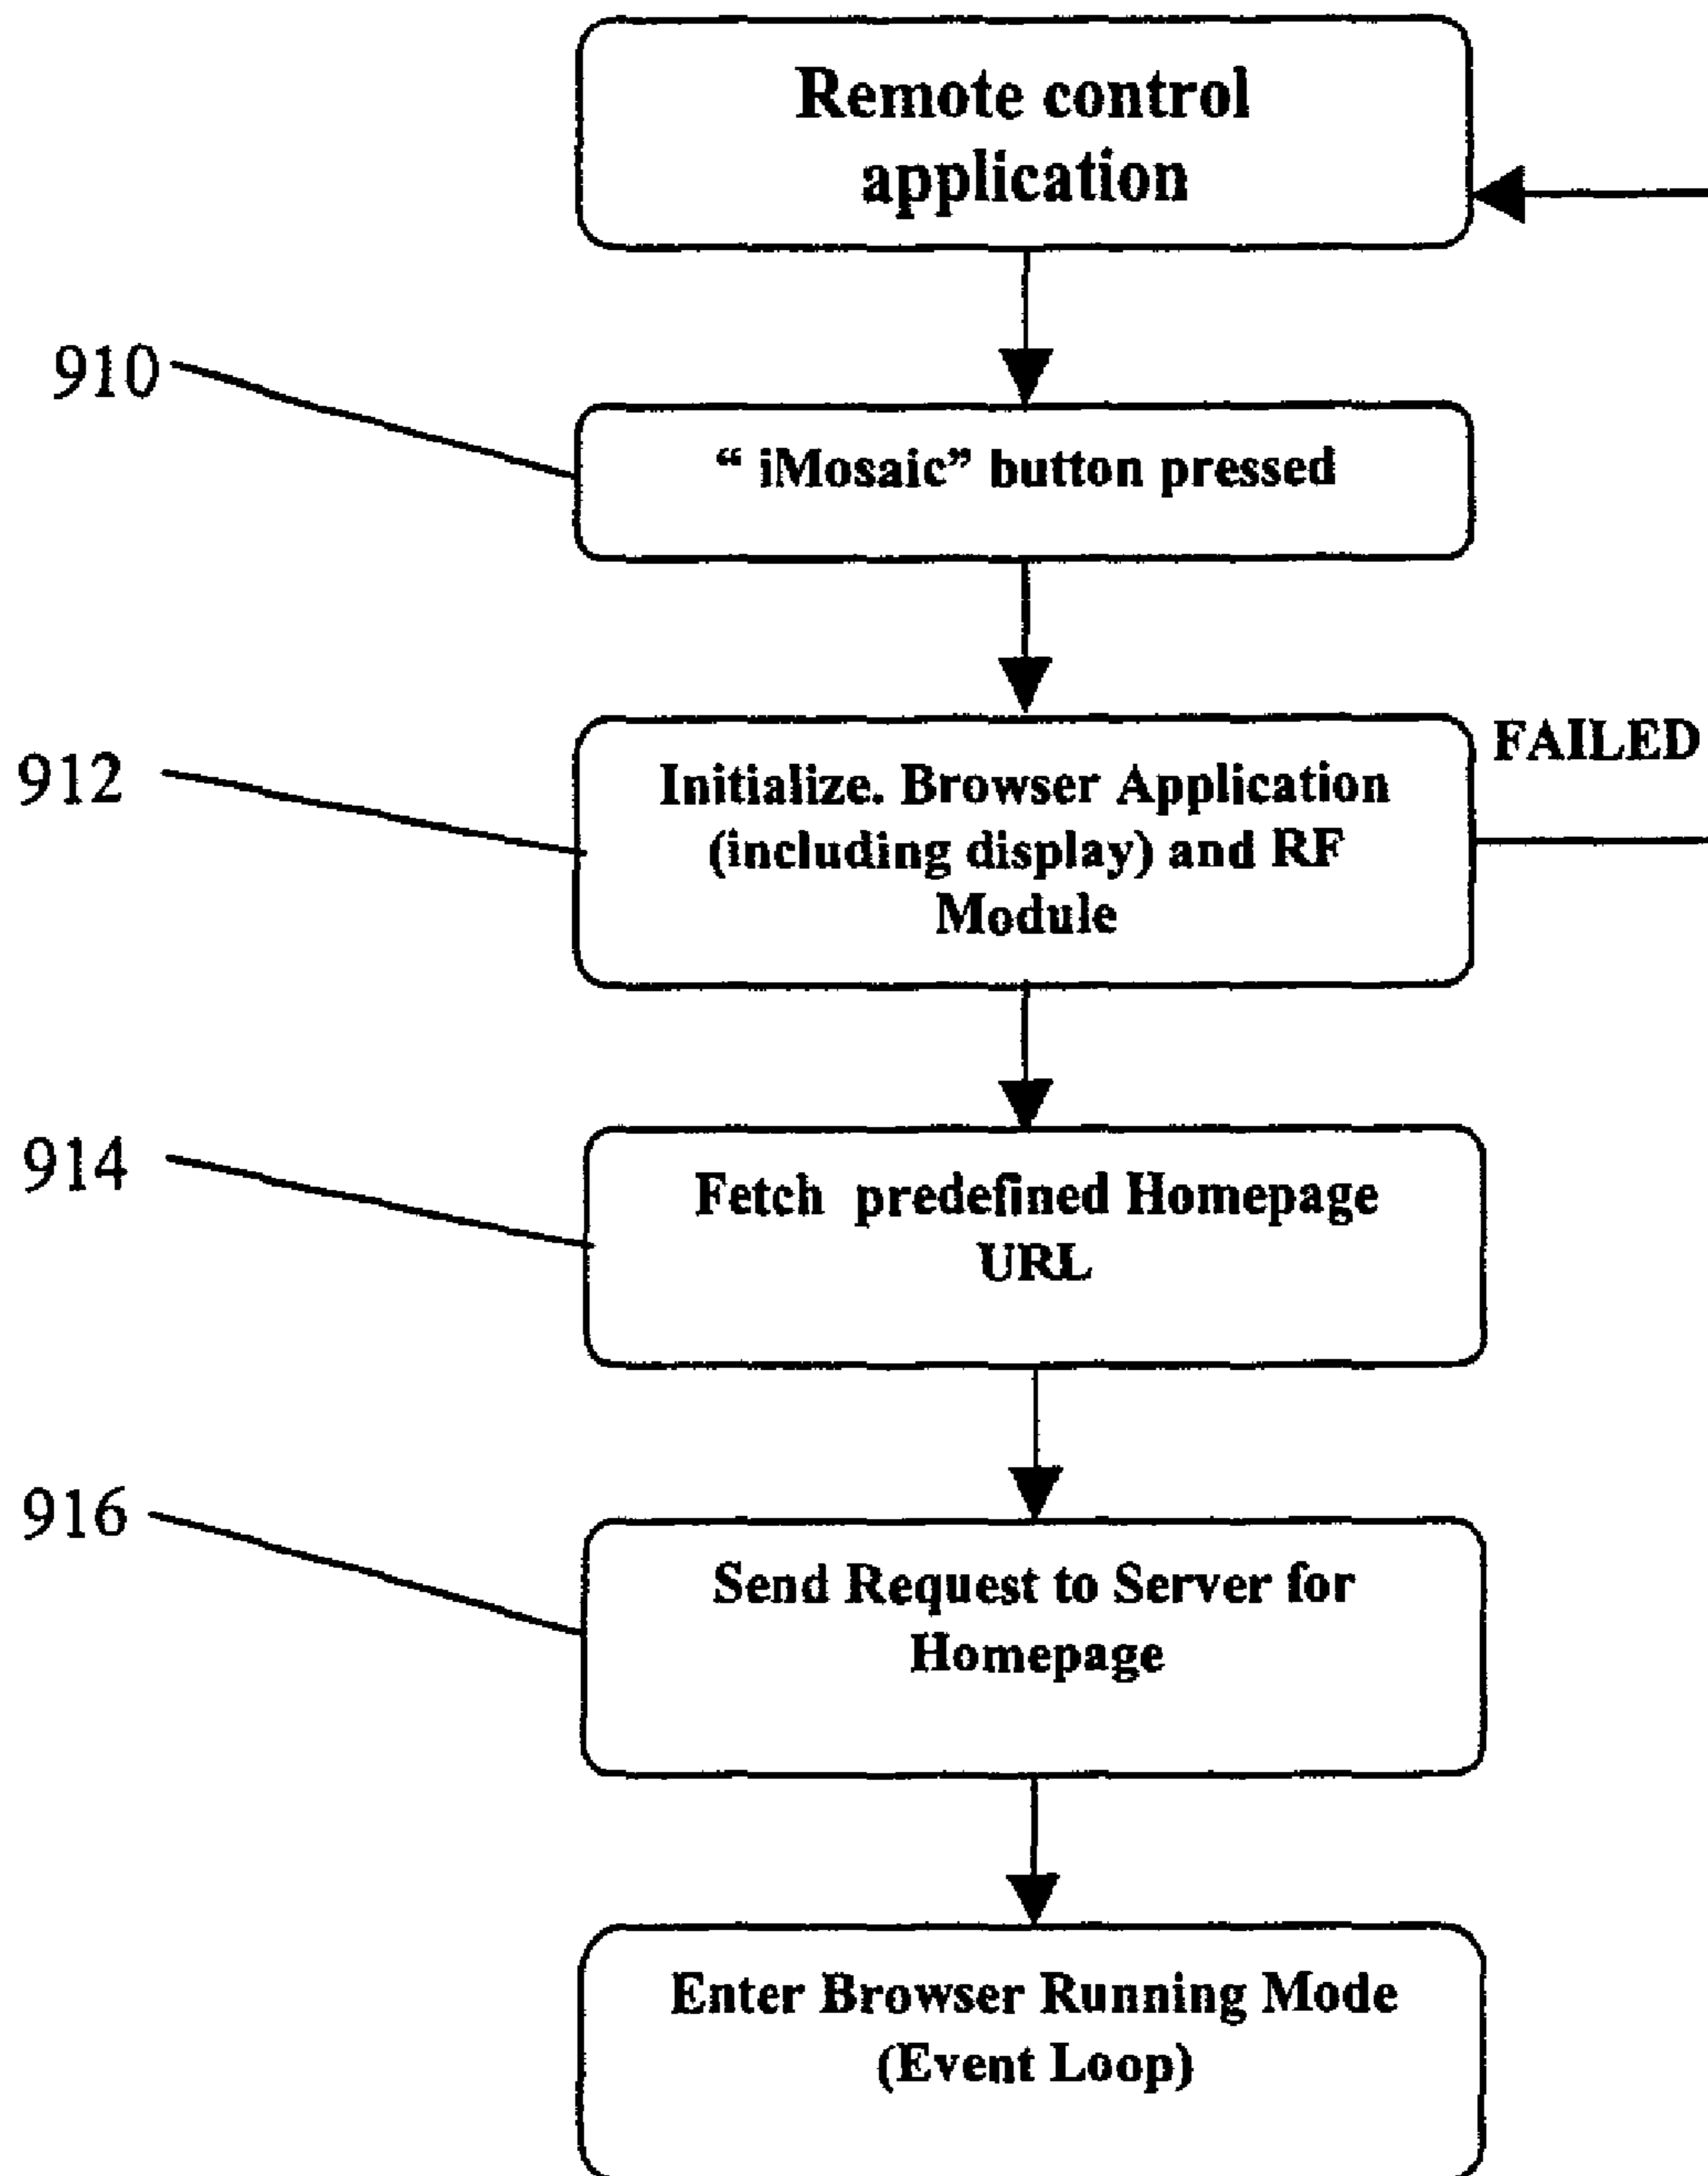 Remote control
application
910
“ iMosaic” button pressed
912
FAILED
Initialize. Browser Application
(including display) and RF
Module
914
Fetch predefined Homepage
URL
916
Send Request to Server for
Homepage
Enter Browser Running Mode
(Event Loop)